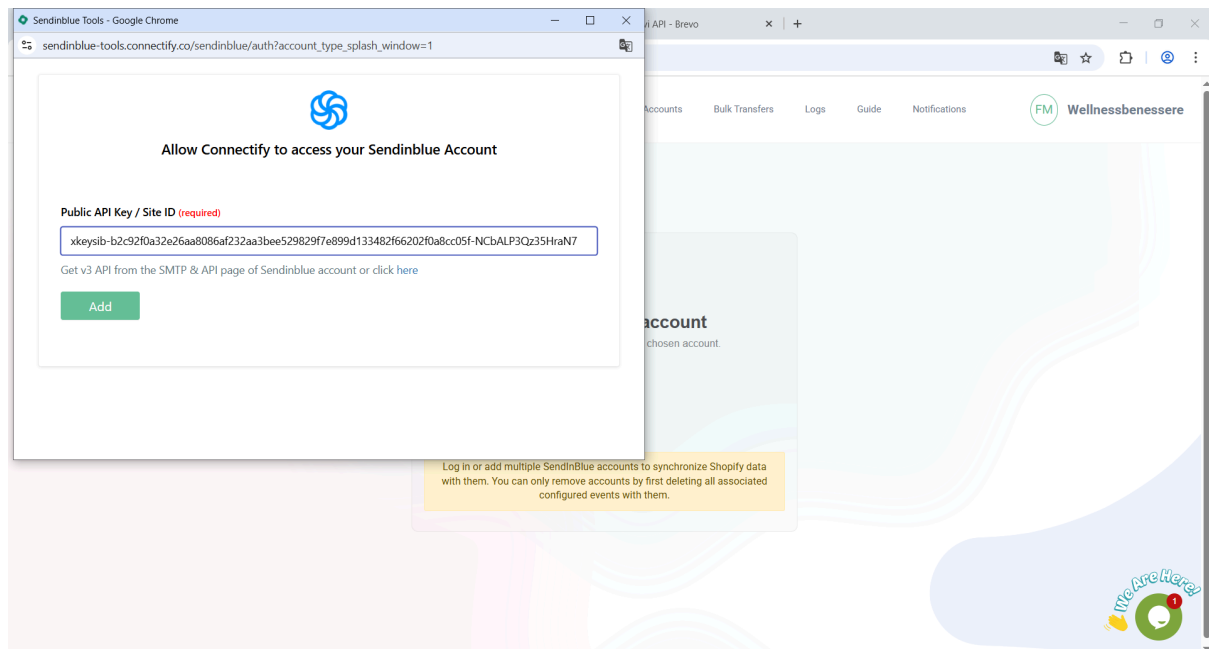 Sendinblue Tools - Google Chrome
sendinblue-tools.connectify.co/sendinblue/auth?account_type_splash_window=1
Allow Connectify to access your Sendinblue Account
Public API Key / Site ID (required)
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
Get v3 API from the SMTP & API page of Sendinblue account or click here
Add
vi API - Brevo
Accounts Bulk Transfers Logs Guide Notifications FM Wellnessbenessere
account
chosen account.
Log in or add multiple SendInBlue accounts to synchronize Shopify data
with them. You can only remove accounts by first deleting all associated
configured events with them.
We Are Here!
1